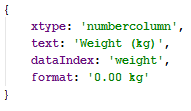 {
    xtype: 'numbercolumn',
    text: 'Weight (kg)',
    dataIndex: 'weight',
    format: '0.00 kg'
}